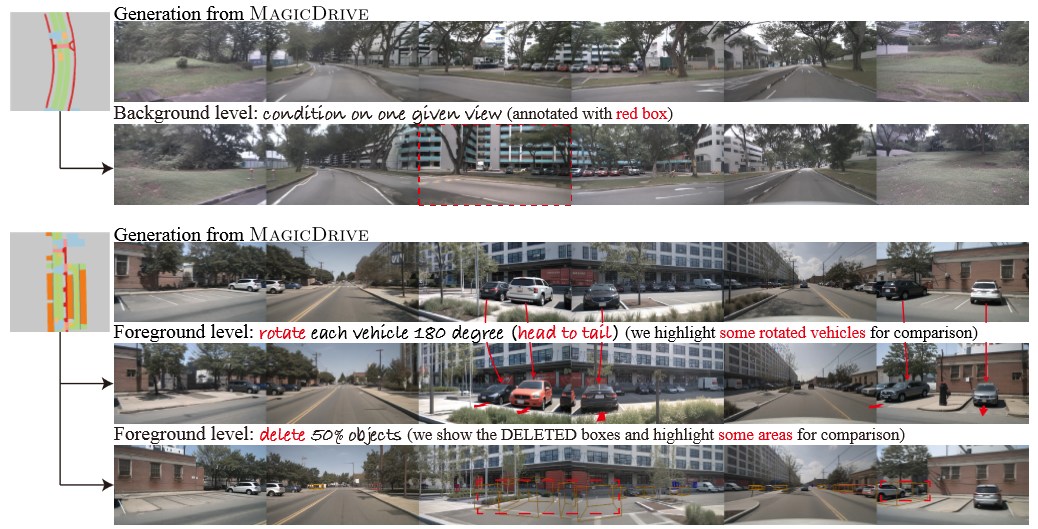 Generation from MAGICDRIVE
Background level: condition on one given view (annotated with red box)
Generation from MAGICDRIVE
Foreground level: rotate each vehicle 180 degree (head to tail) (we highlight some rotated vehicles for comparison)
Foreground level: delete 50% objects (we show the DELETED boxes and highlight some areas for comparison)